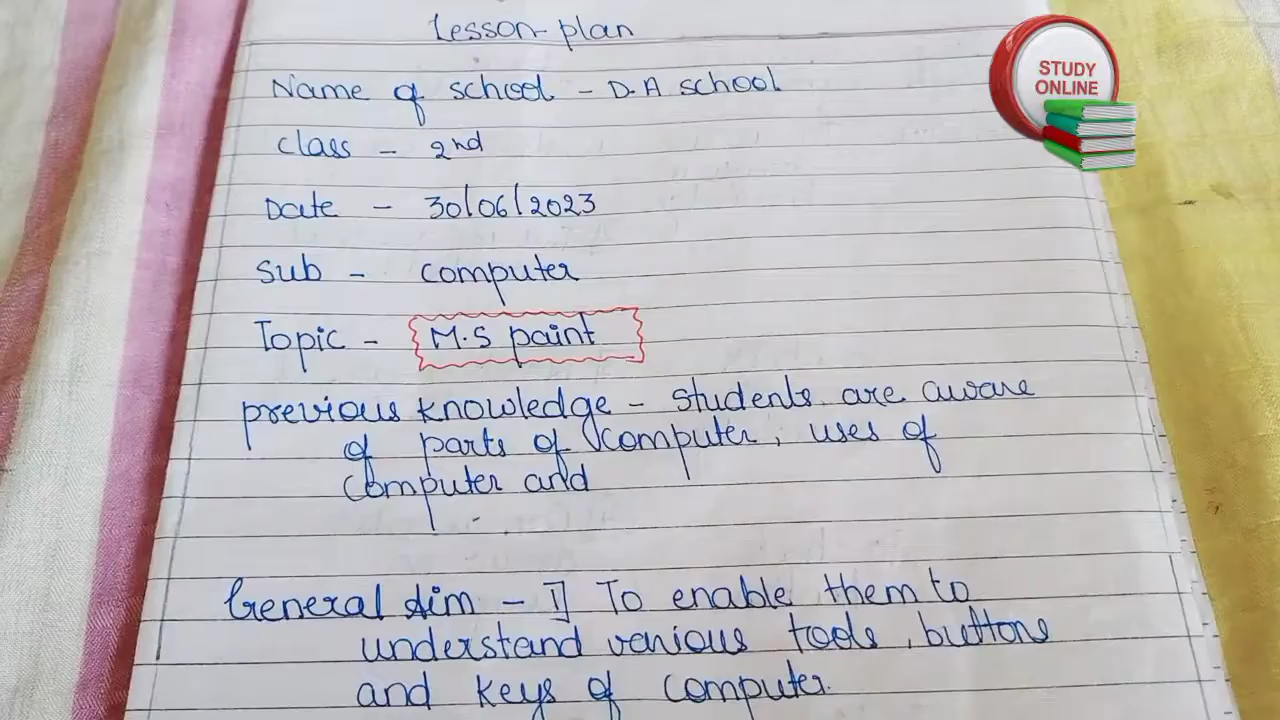 Lesson-plan
Name of school - D.A school
class - 2nd
Date - 30/06/2023
Sub - computer
Topic - M.S paint
previous knowledge - students are aware
of parts of computer, uses of
computer and
General Aim - I] To enable them to
understand various tools, buttons
and keys of computer.
STUDY
ONLINE